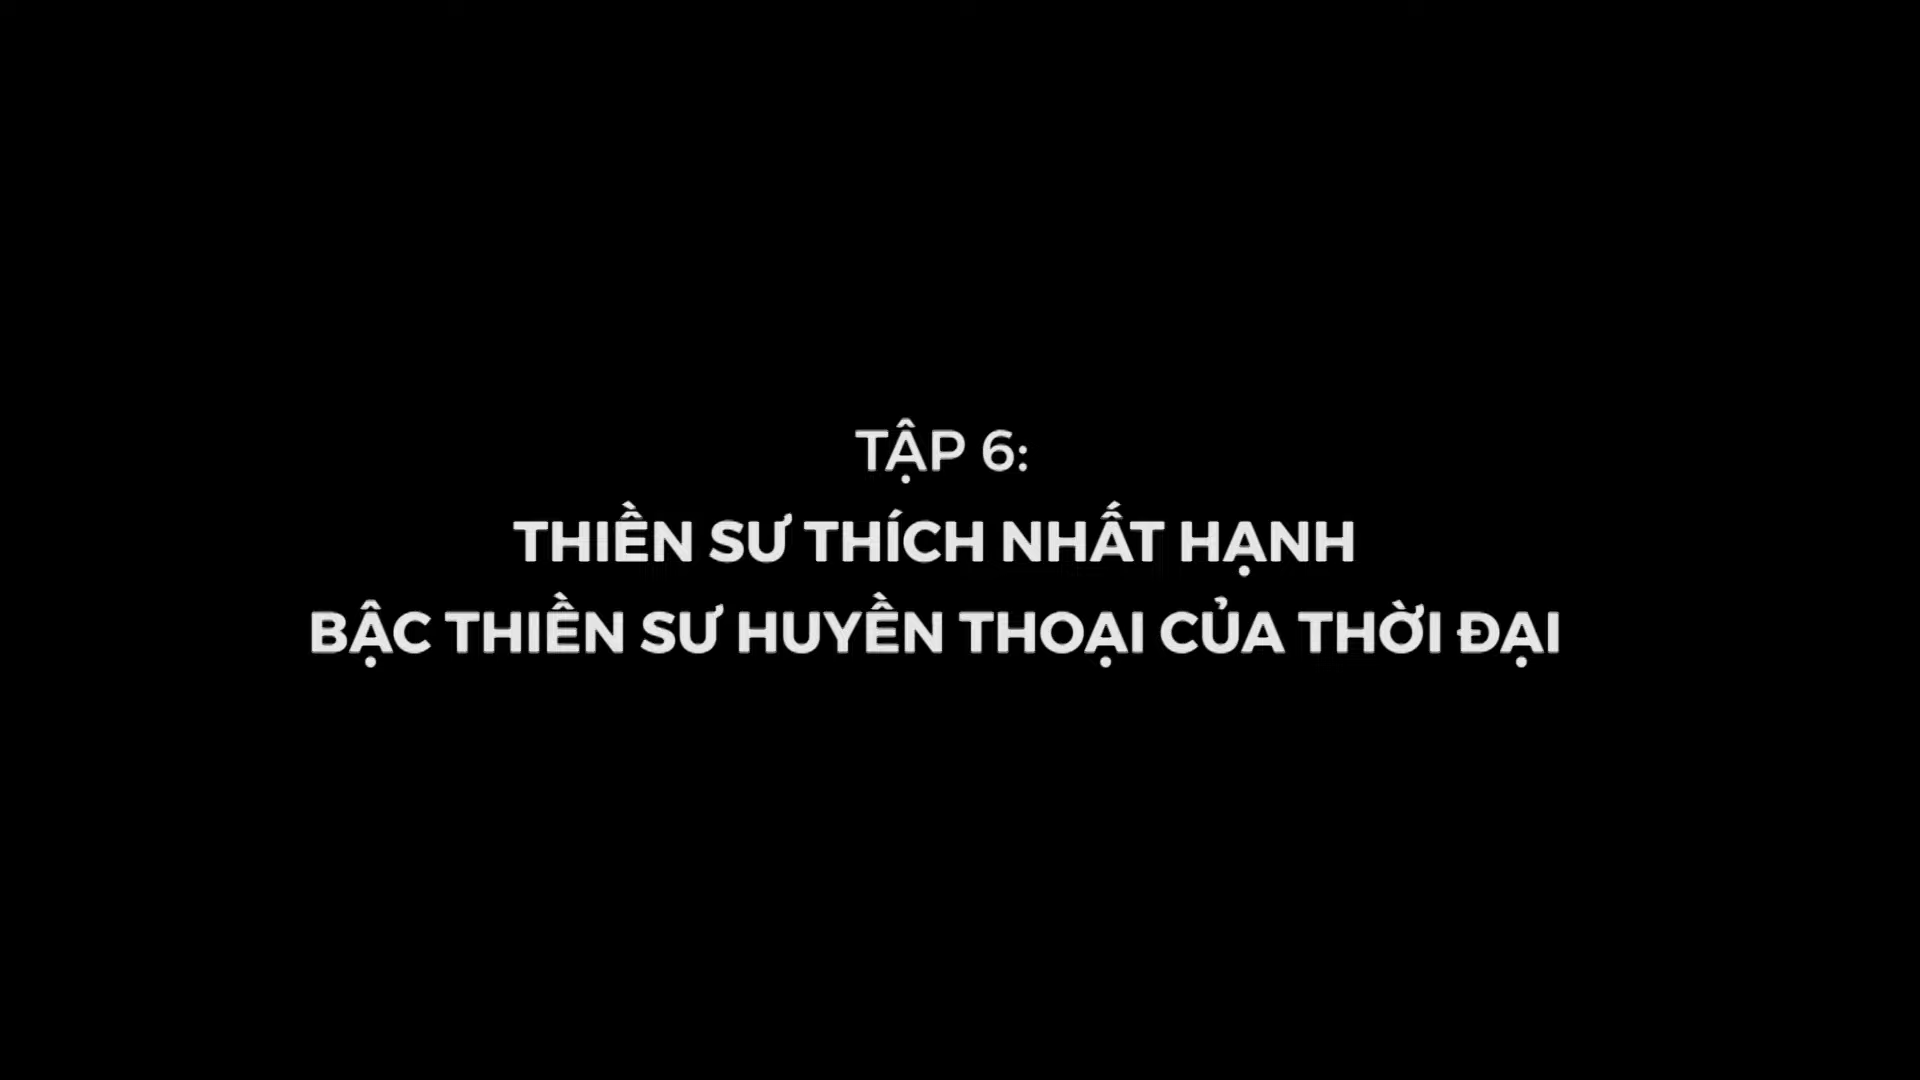 TẬP 6:
THIỀN SƯ THÍCH NHẤT HẠNH
BẬC THIỀN SƯ HUYỀN THOẠI CỦA THỜI ĐẠI